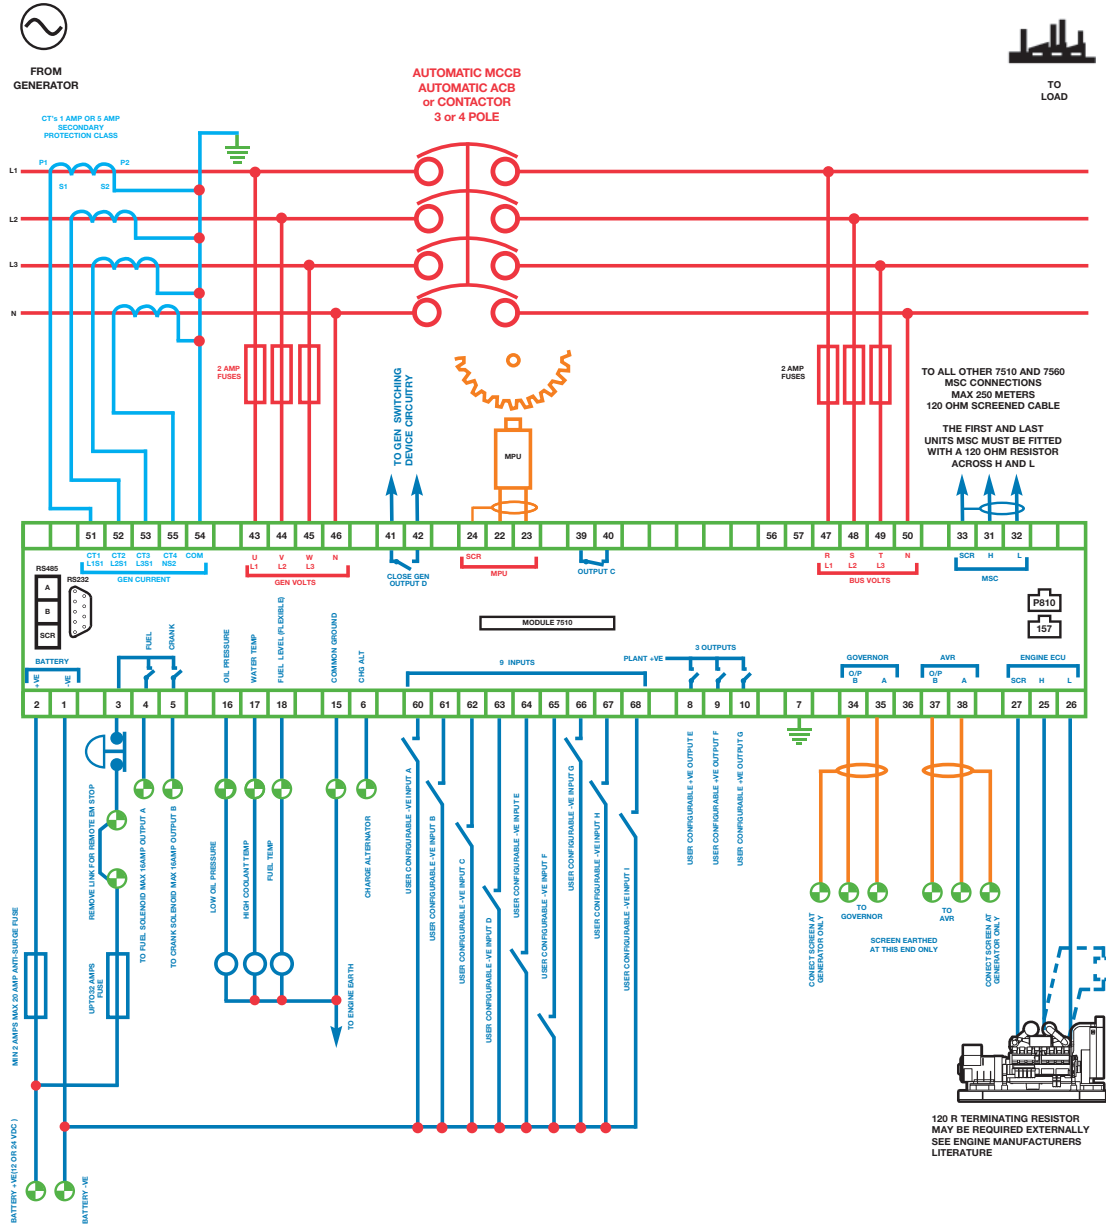 FROM
GENERATOR
AUTOMATIC MCCB
AUTOMATIC ACB
or CONTACTOR
3 or 4 POLE
TO
LOAD
CT's 1 AMP OR 5 AMP
SECONDARY
PROTECTION CLASS
P1
P2
S1
S2
L1
L2
L3
N
2 AMP
FUSES
TO GEN SWITCHING
DEVICE CIRCUITRY
MPU
2 AMP
FUSES
TO ALL OTHER 7510 AND 7560
MSC CONNECTIONS
MAX 250 METERS
120 OHM SCREENED CABLE
THE FIRST AND LAST
UNITS MSC MUST BE FITTED
WITH A 120 OHM RESISTOR
ACROSS H AND L
51 52 53 55 54 43 44 45 46 41 42 24 22 23 39 40 56 57 47 48 49 50 33 31 32
CT1 CT2 CT3 CT4 COM
L1S1 L2S1 L3S1 NS2
GEN CURRENT
U V W N
L1 L2 L3
GEN VOLTS
CLOSE GEN
OUTPUT D
SCR
MPU
OUTPUT C
R S T N
L1 L2 L3
BUS VOLTS
SCR H L
MSC
RS485
A
B
SCR
RS232
P810
157
MODULE 7510
BATTERY
+VE
-VE
FUEL
CRANK
OIL PRESSURE
WATER TEMP
FUEL LEVEL (FLEXIBLE)
COMMON GROUND
CHG ALT
9 INPUTS
PLANT +VE
3 OUTPUTS
GOVERNOR
O/P
B A
AVR
O/P
B A
ENGINE ECU
SCR H L
2 1 3 4 5 16 17 18 15 6 60 61 62 63 64 65 66 67 68 8 9 10 7 34 35 36 37 38 27 25 26
REMOVE LINK FOR REMOTE EM STOP
TO FUEL SOLENOID MAX 16AMP OUTPUT A
TO CRANK SOLENOID MAX 16AMP OUTPUT B
LOW OIL PRESSURE
HIGH COOLANT TEMP
FUEL TEMP
TO ENGINE EARTH
CHARGE ALTERNATOR
USER CONFIGURABLE -VE INPUT A
USER CONFIGURABLE -VE INPUT B
USER CONFIGURABLE -VE INPUT C
USER CONFIGURABLE -VE INPUT D
USER CONFIGURABLE -VE INPUT E
USER CONFIGURABLE -VE INPUT F
USER CONFIGURABLE -VE INPUT G
USER CONFIGURABLE -VE INPUT H
USER CONFIGURABLE -VE INPUT I
USER CONFIGURABLE +VE OUTPUT E
USER CONFIGURABLE +VE OUTPUT F
USER CONFIGURABLE +VE OUTPUT G
CONECT SCREEN AT
GENERATOR ONLY
TO
GOVERNOR
TO
AVR
SCREEN EARTHED
AT THIS END ONLY
CONECT SCREEN AT
GENERATOR ONLY
MIN 2 AMPS MAX 20 AMP ANTI-SURGE FUSE
UPTO32 AMPS
FUSE
BATTERY +VE(12 OR 24 VDC )
BATTERY -VE
120 R TERMINATING RESISTOR
MAY BE REQUIRED EXTERNALLY
SEE ENGINE MANUFACTURERS
LITERATURE